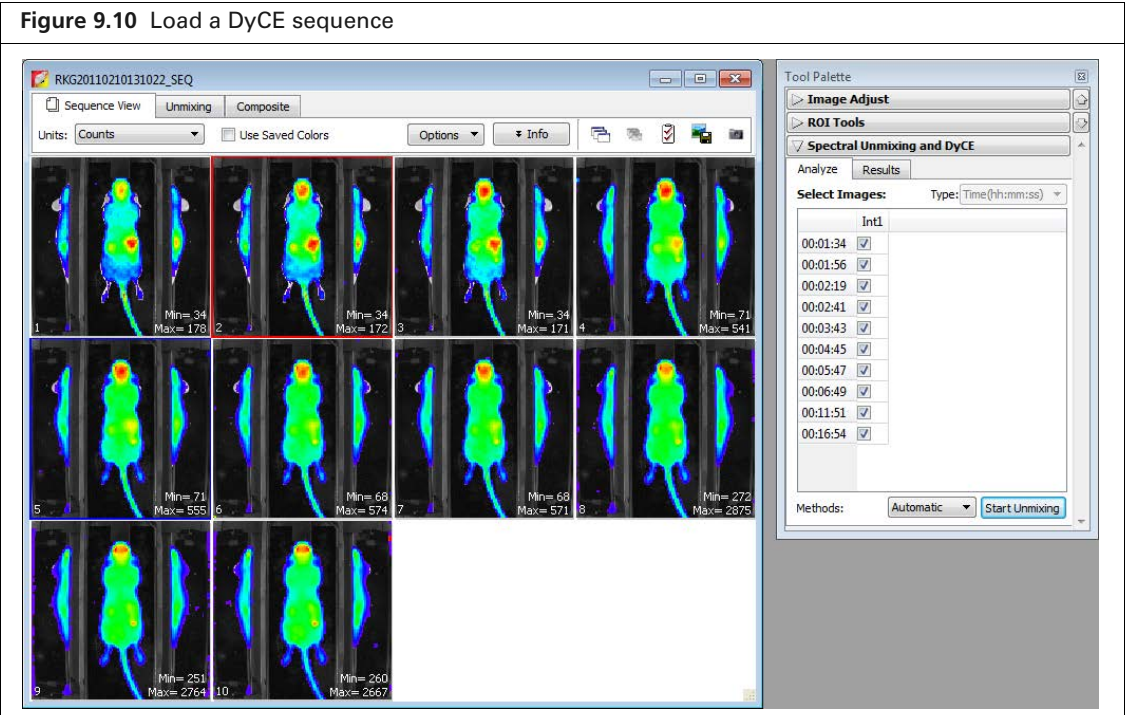 Figure 9.10 Load a DyCE sequence
RKG20110210131022_SEQ
Sequence View Unmixing Composite
Units: Counts Use Saved Colors Options Info
Min= 34 Min= 34 Min= 34 Min= 71
1 Max= 178 2 Max= 172 3 Max= 171 4 Max= 541
Min= 71 Min= 68 Min= 68 Min= 272
5 Max= 555 6 Max= 574 7 Max= 571 8 Max= 2875
Min= 251 Min= 260
9 Max= 2764 10 Max= 2667
Tool Palette
Image Adjust
ROI Tools
Spectral Unmixing and DyCE
Analyze Results
Select Images: Type: Time(hh:mm:ss)
Int1
00:01:34
00:01:56
00:02:19
00:02:41
00:03:43
00:04:45
00:05:47
00:06:49
00:11:51
00:16:54
Methods: Automatic Start Unmixing